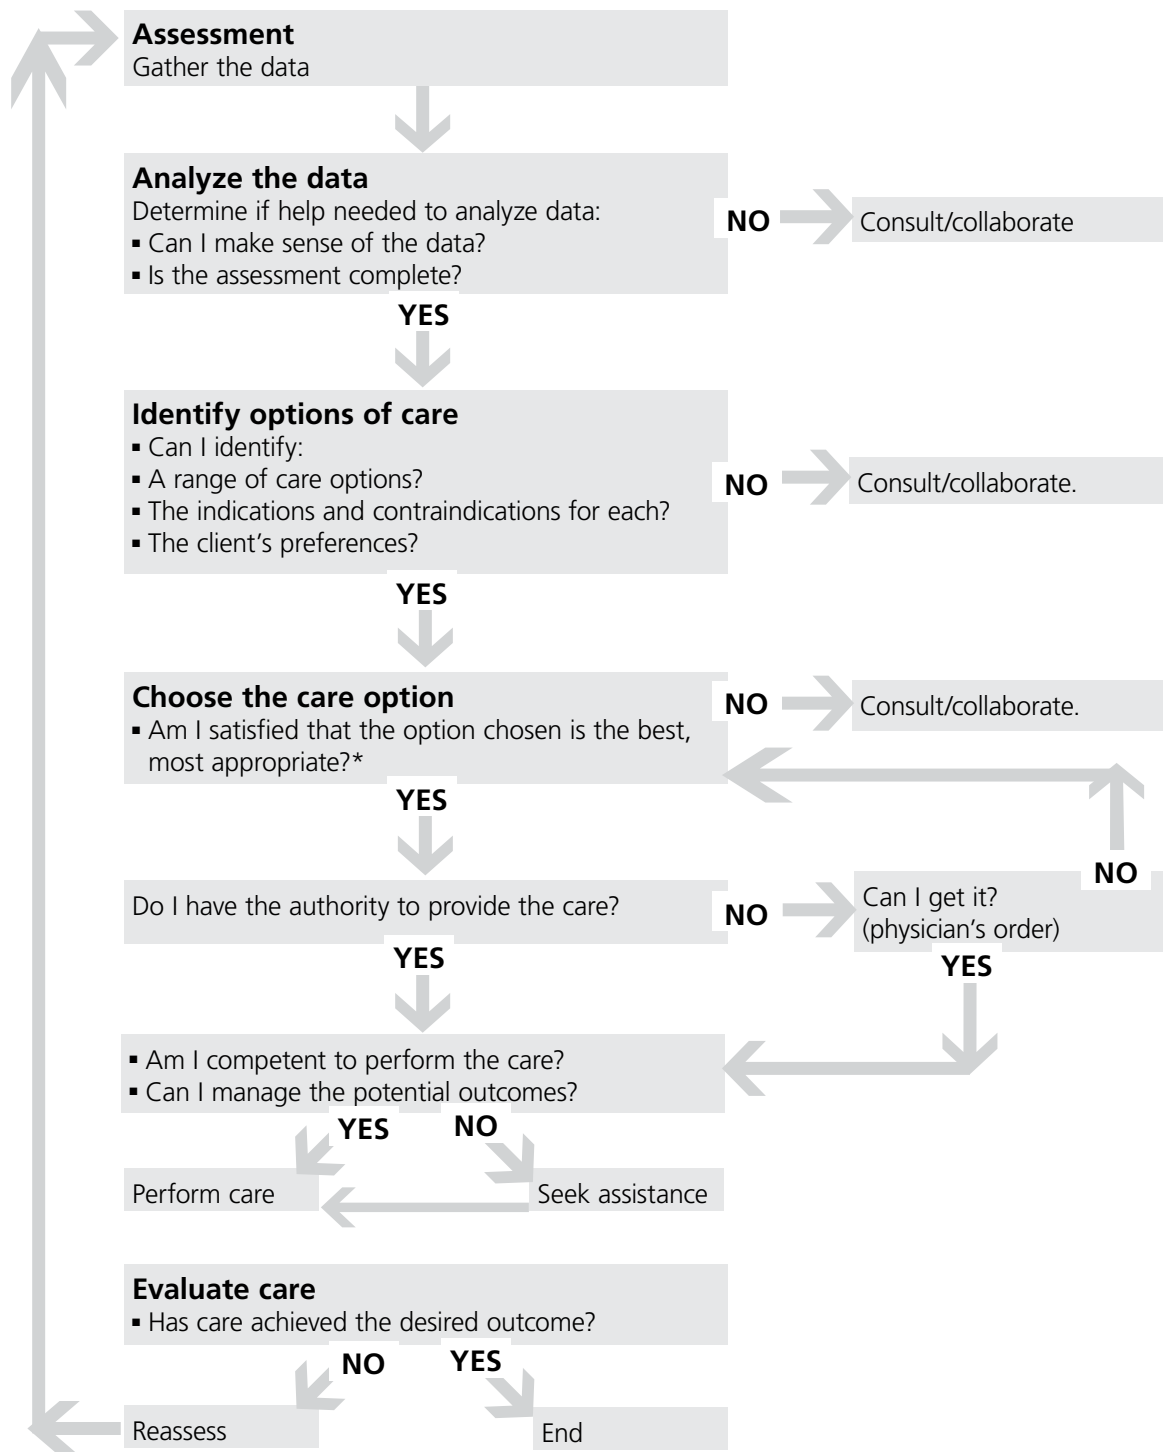 Assessment
Gather the data
Analyze the data
Determine if help needed to analyze data:
▪ Can I make sense of the data?
▪ Is the assessment complete?
NO
Consult/collaborate
YES
Identify options of care
▪ Can I identify:
▪ A range of care options?
▪ The indications and contraindications for each?
▪ The client’s preferences?
NO
Consult/collaborate.
YES
Choose the care option
▪ Am I satisfied that the option chosen is the best,
most appropriate?*
NO
Consult/collaborate.
YES
Do I have the authority to provide the care?
NO
Can I get it?
(physician’s order)
NO
YES
YES
▪ Am I competent to perform the care?
▪ Can I manage the potential outcomes?
YES
NO
Perform care
Seek assistance
Evaluate care
▪ Has care achieved the desired outcome?
NO
YES
Reassess
End